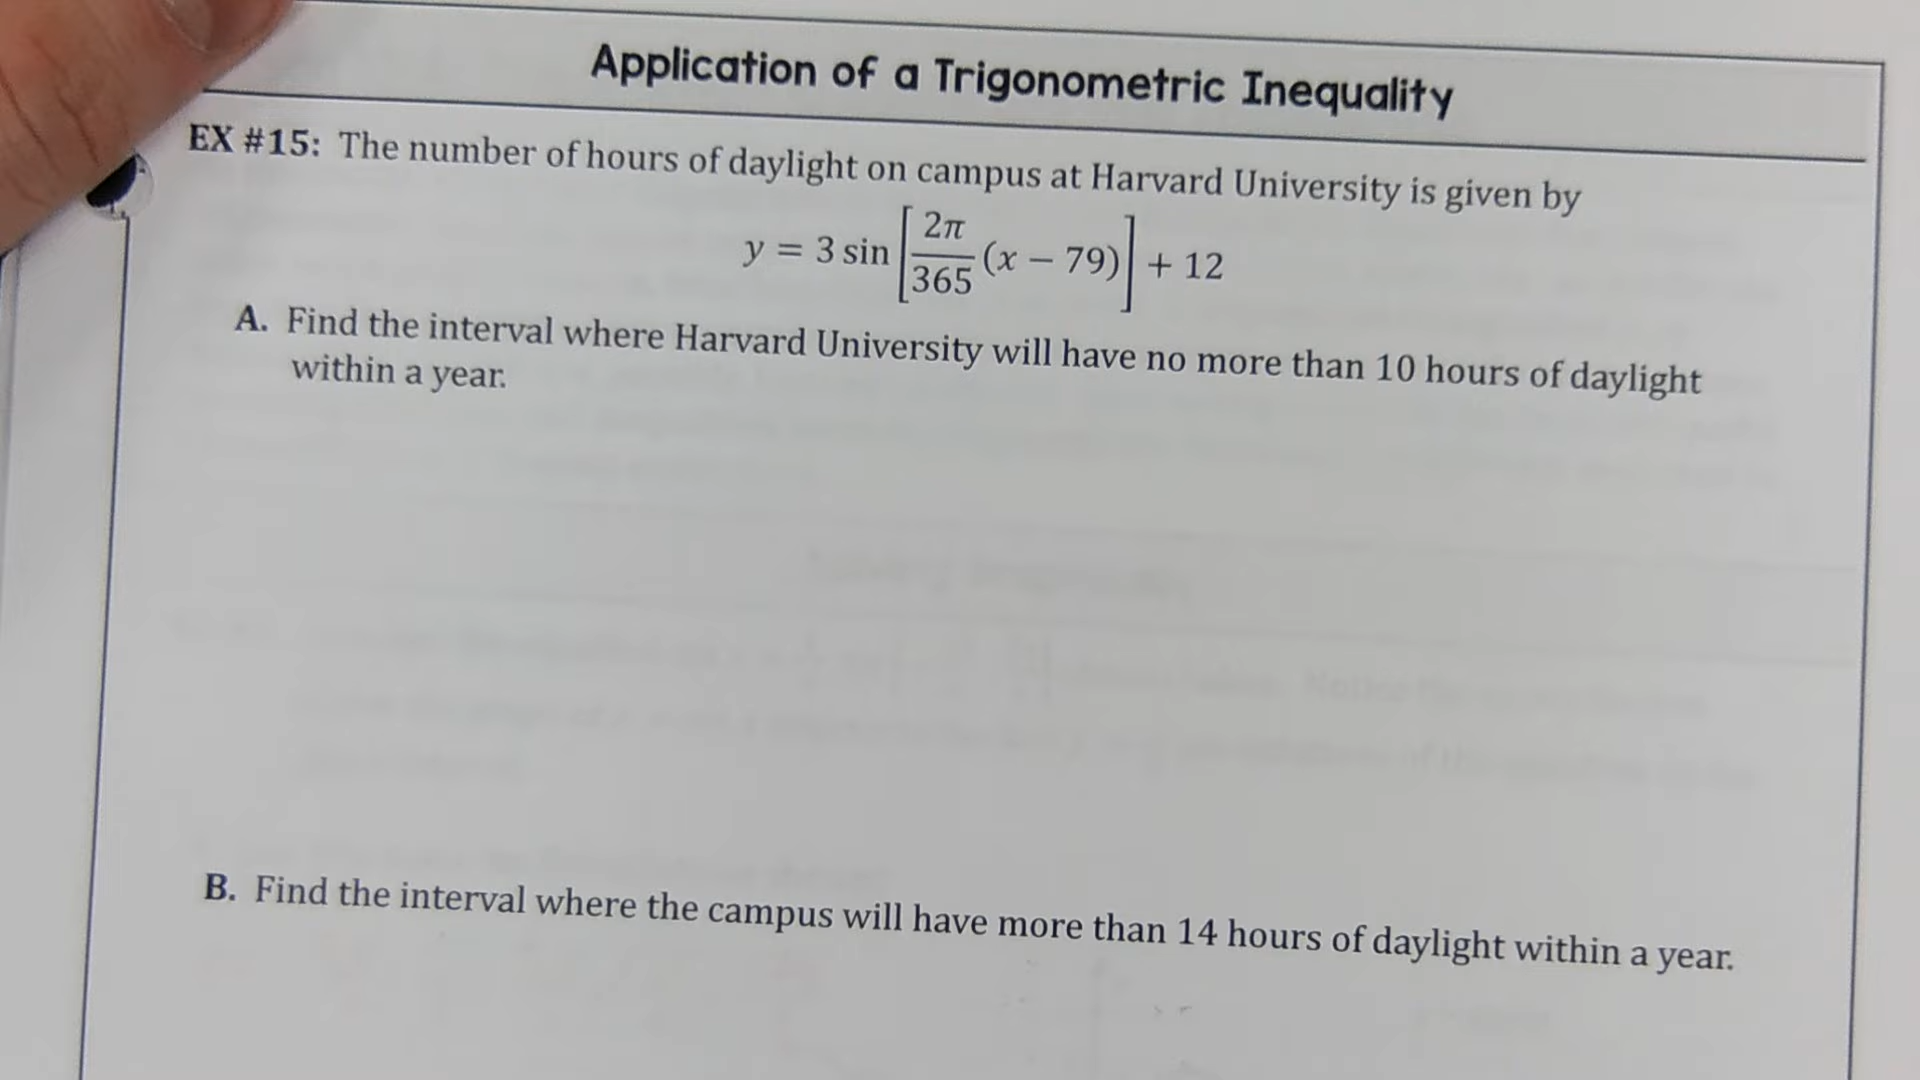 Application of a Trigonometric Inequality
EX #15: The number of hours of daylight on campus at Harvard University is given by
y = 3 sin [2π/365 (x − 79)] + 12
A. Find the interval where Harvard University will have no more than 10 hours of daylight
within a year.
B. Find the interval where the campus will have more than 14 hours of daylight within a year.